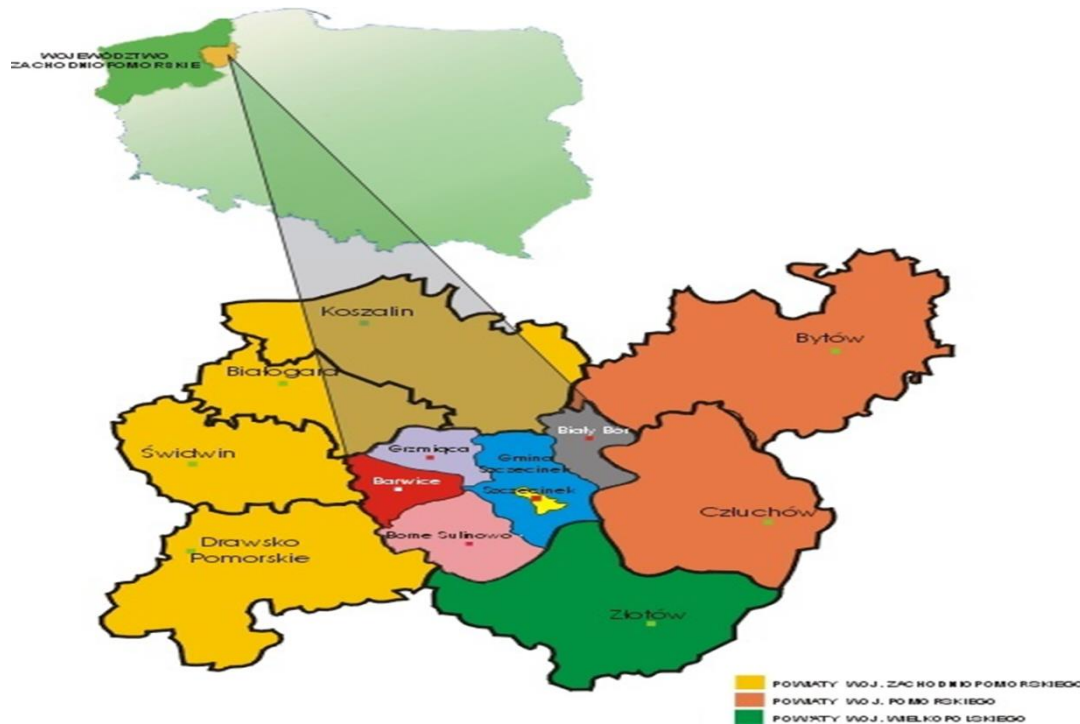 WOJEWÓDZTWO
ZACHODNIOPOMORSKIE
Koszalin
Bytów
Białogard
Biały Bór
Świdwin
Grzmiąca
Gmina
Szczecinek
Barwice
Szczecinek
Człuchów
Borne Sulinowo
Drawsko
Pomorskie
Złotów
POWIATY WOJ. ZACHODNIOPOMORSKIEGO
POWIATY WOJ. POMORSKIEGO
POWIATY WOJ. WIELKOPOLSKIEGO